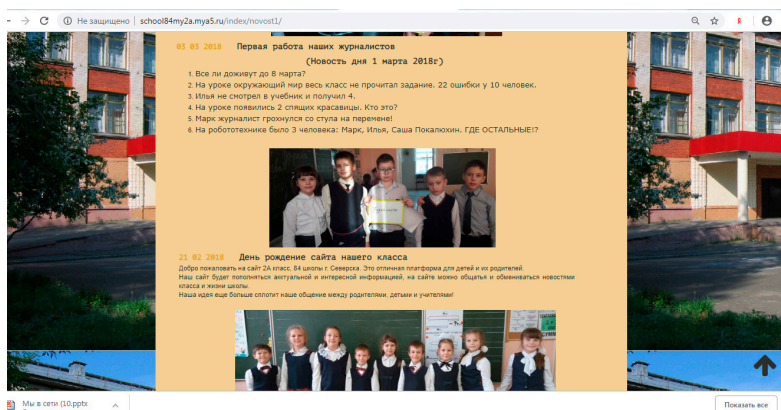 Не защищено school84my2a.mya5.ru/index/novost1/
03 03 2018 Первая работа наших журналистов
(Новость дня 1 марта 2018г)
1. Все ли доживут до 8 марта?
2. На уроке окружающий мир весь класс не прочитал задание. 22 ошибки у 10 человек.
3. Илья не смотрел в учебник и получил 4.
4. На уроке появились 2 спящих красавицы. Кто это?
5. Марк журналист грохнулся со стула на перемене!
6. На робототехнике было 3 человека: Марк, Илья, Саша Покалюхин. ГДЕ ОСТАЛЬНЫЕ!?
21 02 2018 День рождение сайта нашего класса
Добро пожаловать на сайт 2А класс, 84 школы г. Северска. Это отличная платформа для детей и их родителей.
Наш сайт будет пополняться актуальной и интересной информацией, на сайте можно общаться и обмениваться новостями
класса и жизни школы.
Наша идея еще больше сплотит наше общение между родителями, детьми и учителями!
Мы в сети (10.pptx
Показать все